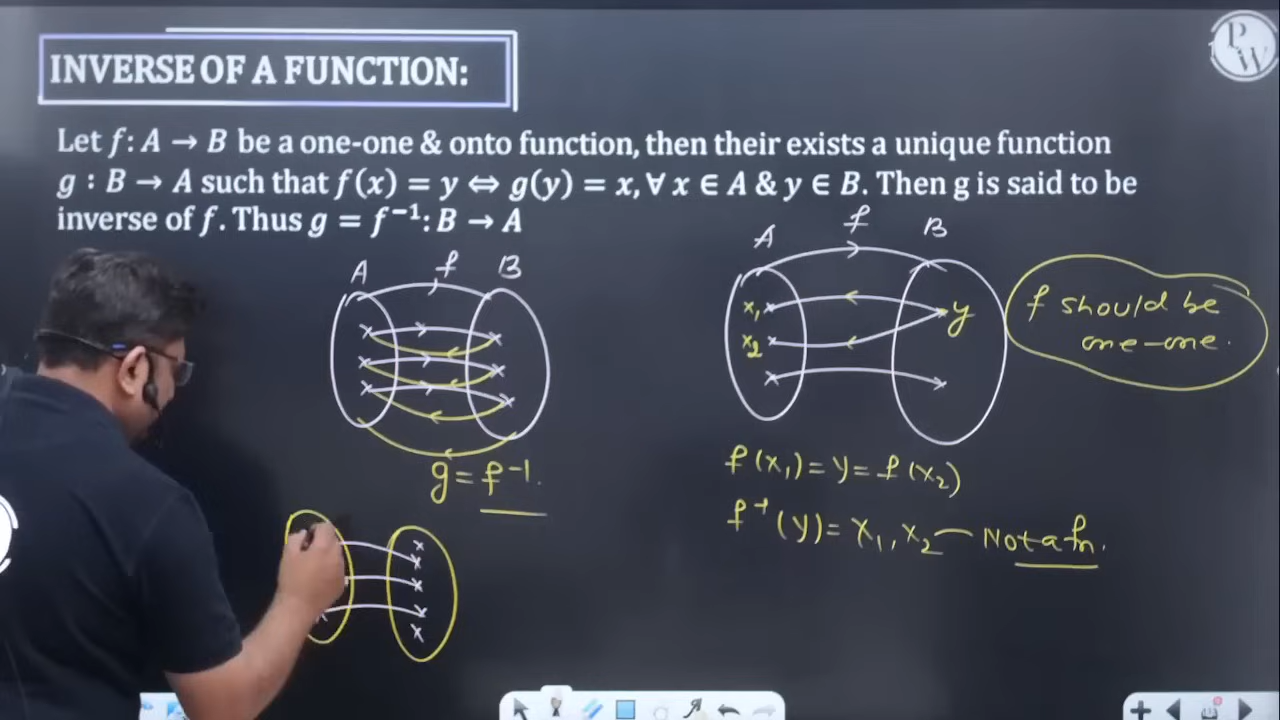 PW
INVERSE OF A FUNCTION:
Let f: A → B be a one-one & onto function, then their exists a unique function
g : B → A such that f(x) = y ⇔ g(y) = x, ∀ x ∈ A & y ∈ B. Then g is said to be
inverse of f. Thus g = f⁻¹: B → A
A f B
g = f⁻¹.
A f B
x₁ y
x₂
f should be
one-one.
f(x₁) = y = f(x₂)
f⁻¹(y) = x₁, x₂ — Not a fn.